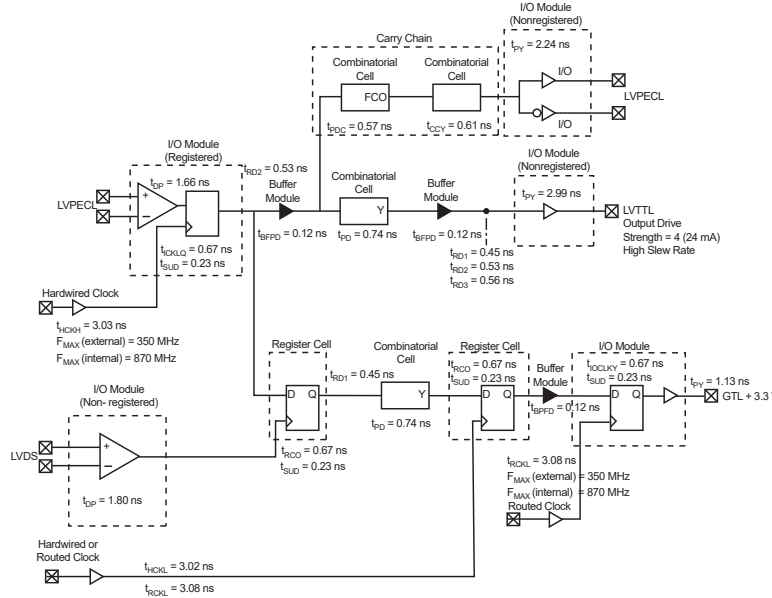 I/O Module
(Nonregistered)
Carry Chain
tPY = 2.24 ns
Combinatorial
Cell
Combinatorial
Cell
I/O
FCO
LVPECL
I/O
tPDC = 0.57 ns
tCCY = 0.61 ns
I/O Module
(Registered)
I/O Module
(Nonregistered)
tRD2 = 0.53 ns
tDP = 1.66 ns
Buffer
Module
Combinatorial
Cell
Buffer
Module
tPY = 2.99 ns
+
−
LVPECL
Y
LVTTL
Output Drive
Strength = 4 (24 mA)
High Slew Rate
tBFPD = 0.12 ns
tPD = 0.74 ns
tBFPD = 0.12 ns
tICKLQ = 0.67 ns
tSUD = 0.23 ns
tRD1 = 0.45 ns
tRD2 = 0.53 ns
tRD3 = 0.56 ns
Hardwired Clock
tHCKH = 3.03 ns
FMAX (external) = 350 MHz
FMAX (internal) = 870 MHz
Register Cell
Combinatorial
Cell
Register Cell
I/O Module
tRCO = 0.67 ns
tSUD = 0.23 ns
Buffer
Module
tIOCLKY = 0.67 ns
tSUD = 0.23 ns
tRD1 = 0.45 ns
tPY = 1.13 ns
I/O Module
(Non- registered)
D Q
Y
D Q
D Q
GTL + 3.3
tBPFD = 0.12 ns
tPD = 0.74 ns
+
−
LVDS
tRCO = 0.67 ns
tSUD = 0.23 ns
tDP = 1.80 ns
tRCKL = 3.08 ns
FMAX (external) = 350 MHz
FMAX (internal) = 870 MHz
Routed Clock
Hardwired or
Routed Clock
tHCKL = 3.02 ns
tRCKL = 3.08 ns